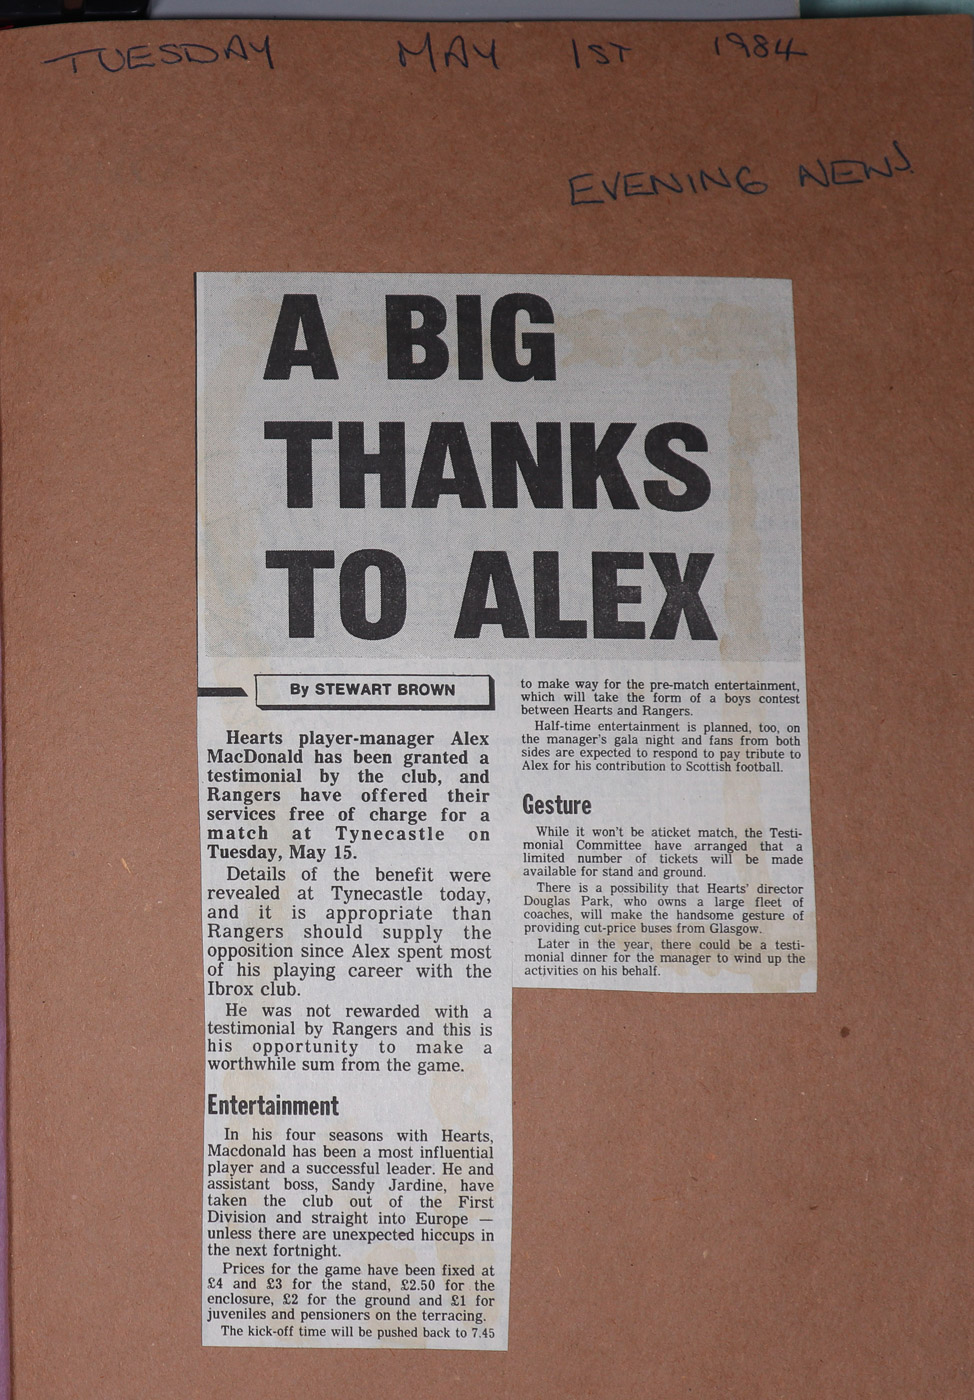 TUESDAY MAY 1ST 1984
EVENING NEWS
A BIG
THANKS
TO ALEX
By STEWART BROWN
Hearts player-manager Alex
MacDonald has been granted a
testimonial by the club, and
Rangers have offered their
services free of charge for a
match at Tynecastle on
Tuesday, May 15.
Details of the benefit were
revealed at Tynecastle today,
and it is appropriate than
Rangers should supply the
opposition since Alex spent most
of his playing career with the
Ibrox club.
He was not rewarded with a
testimonial by Rangers and this is
his opportunity to make a
worthwhile sum from the game.
Entertainment
In his four seasons with Hearts,
Macdonald has been a most influential
player and a successful leader. He and
assistant boss, Sandy Jardine, have
taken the club out of the First
Division and straight into Europe —
unless there are unexpected hiccups in
the next fortnight.
Prices for the game have been fixed at
£4 and £3 for the stand, £2.50 for the
enclosure, £2 for the ground and £1 for
juveniles and pensioners on the terracing.
The kick-off time will be pushed back to 7.45
to make way for the pre-match entertainment,
which will take the form of a boys contest
between Hearts and Rangers.
Half-time entertainment is planned, too, on
the manager's gala night and fans from both
sides are expected to respond to pay tribute to
Alex for his contribution to Scottish football.
Gesture
While it won't be aticket match, the Testi-
monial Committee have arranged that a
limited number of tickets will be made
available for stand and ground.
There is a possibility that Hearts' director
Douglas Park, who owns a large fleet of
coaches, will make the handsome gesture of
providing cut-price buses from Glasgow.
Later in the year, there could be a testi-
monial dinner for the manager to wind up the
activities on his behalf.